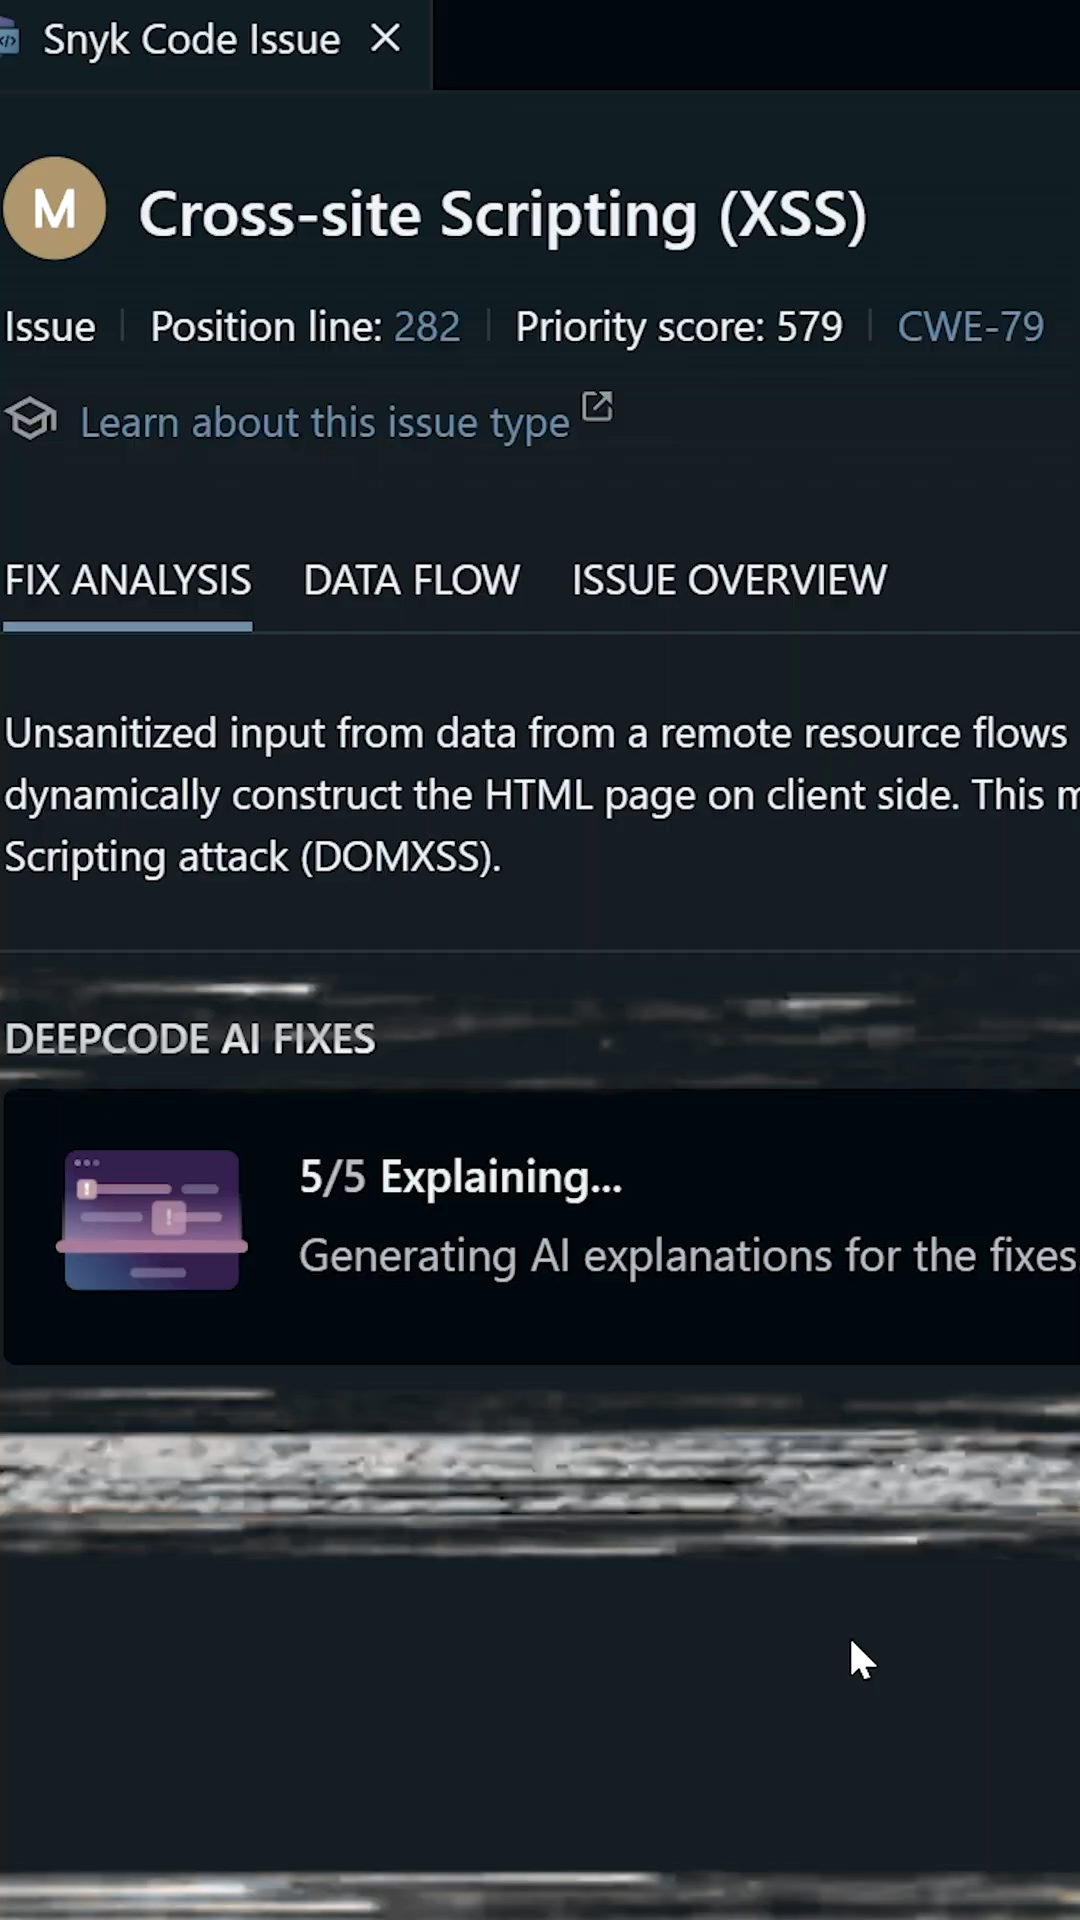 Snyk Code Issue
M
Cross-site Scripting (XSS)
Issue Position line: 282 Priority score: 579 CWE-79
Learn about this issue type
FIX ANALYSIS DATA FLOW ISSUE OVERVIEW
Unsanitized input from data from a remote resource flows
dynamically construct the HTML page on client side. This m
Scripting attack (DOMXSS).
DEEPCODE AI FIXES
5/5 Explaining...
Generating AI explanations for the fixes